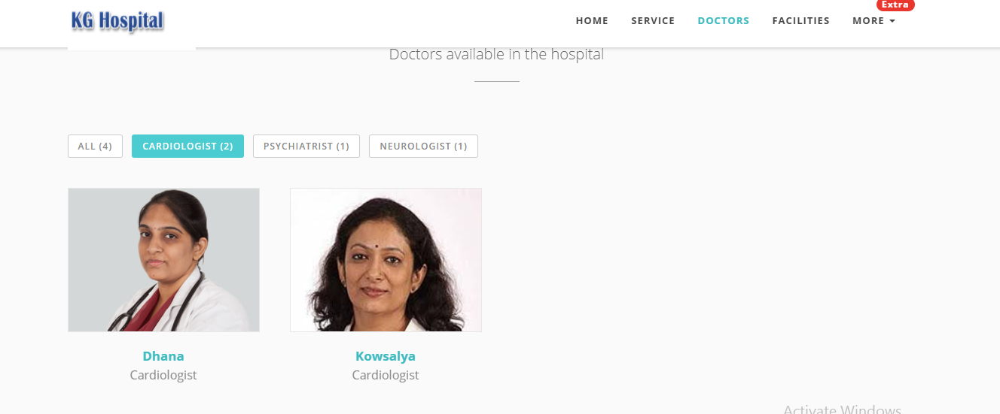 Extra
KG Hospital
HOME SERVICE DOCTORS FACILITIES MORE
Doctors available in the hospital
ALL (4) CARDIOLOGIST (2) PSYCHIATRIST (1) NEUROLOGIST (1)
Dhana
Cardiologist
Kowsalya
Cardiologist
Activate Windows